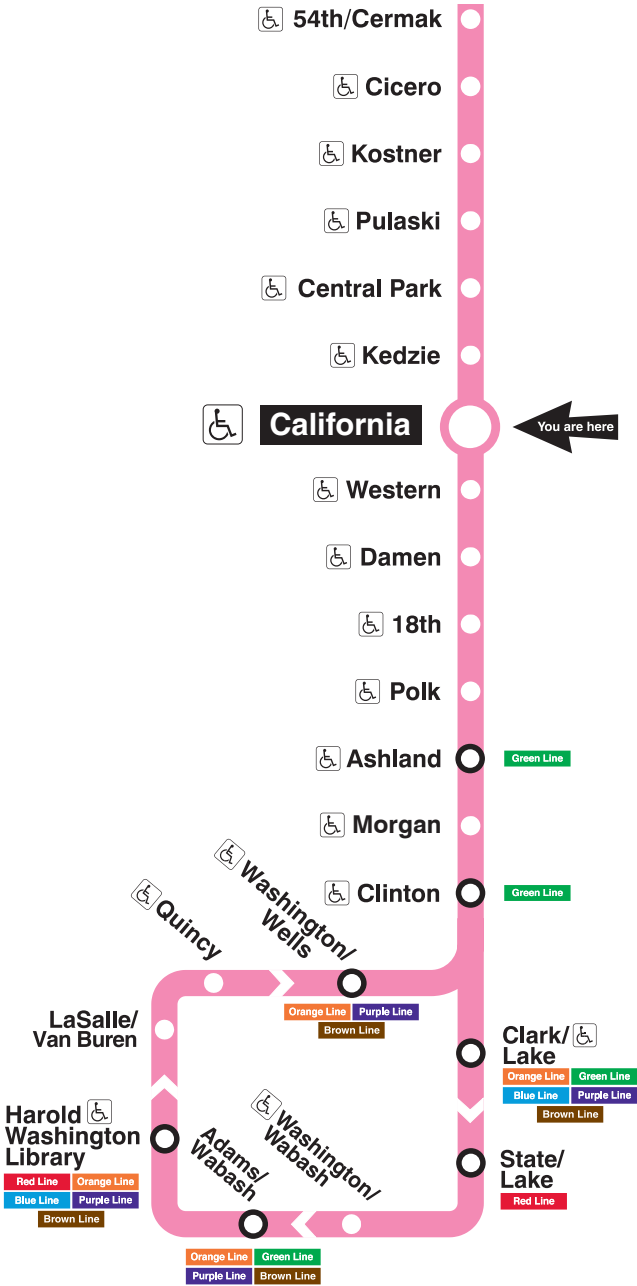 54th/Cermak
Cicero
Kostner
Pulaski
Central Park
Kedzie
California
You are here
Western
Damen
18th
Polk
Ashland
Green Line
Morgan
Clinton
Green Line
Washington/
Wells
Orange Line Purple Line
Brown Line
Quincy
LaSalle/
Van Buren
Clark/
Lake
Orange Line Green Line
Blue Line Purple Line
Brown Line
Harold
Washington
Library
Red Line Orange Line
Blue Line Purple Line
Brown Line
Adams/
Wabash
Orange Line Green Line
Purple Line Brown Line
Washington/
Wabash
State/
Lake
Red Line